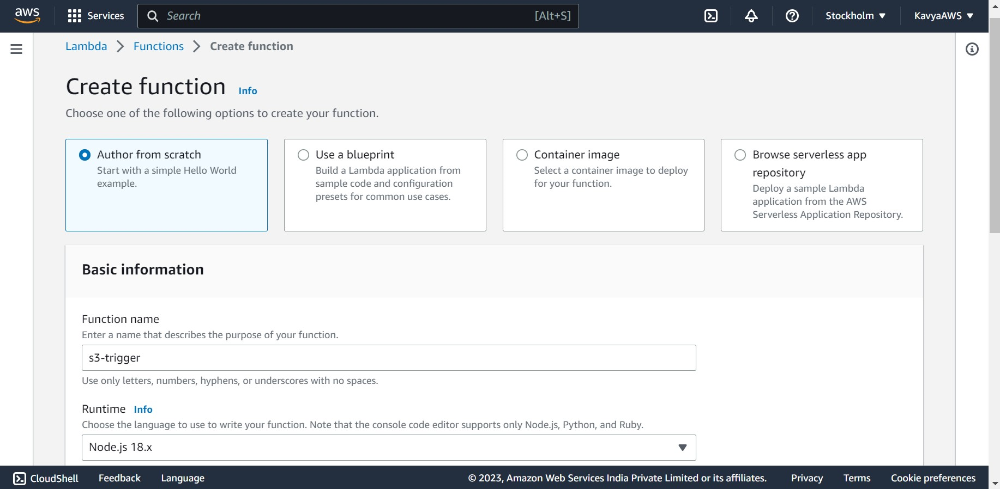 aws
Services
Search [Alt+S]
Stockholm ▼
KavyaAWS ▼
Lambda > Functions > Create function
Create function Info
Choose one of the following options to create your function.
Author from scratch
Start with a simple Hello World
example.
Use a blueprint
Build a Lambda application from
sample code and configuration
presets for common use cases.
Container image
Select a container image to deploy
for your function.
Browse serverless app
repository
Deploy a sample Lambda
application from the AWS
Serverless Application Repository.
Basic information
Function name
Enter a name that describes the purpose of your function.
s3-trigger
Use only letters, numbers, hyphens, or underscores with no spaces.
Runtime Info
Choose the language to use to write your function. Note that the console code editor supports only Node.js, Python, and Ruby.
Node.js 18.x
CloudShell Feedback Language © 2023, Amazon Web Services India Private Limited or its affiliates. Privacy Terms Cookie preferences